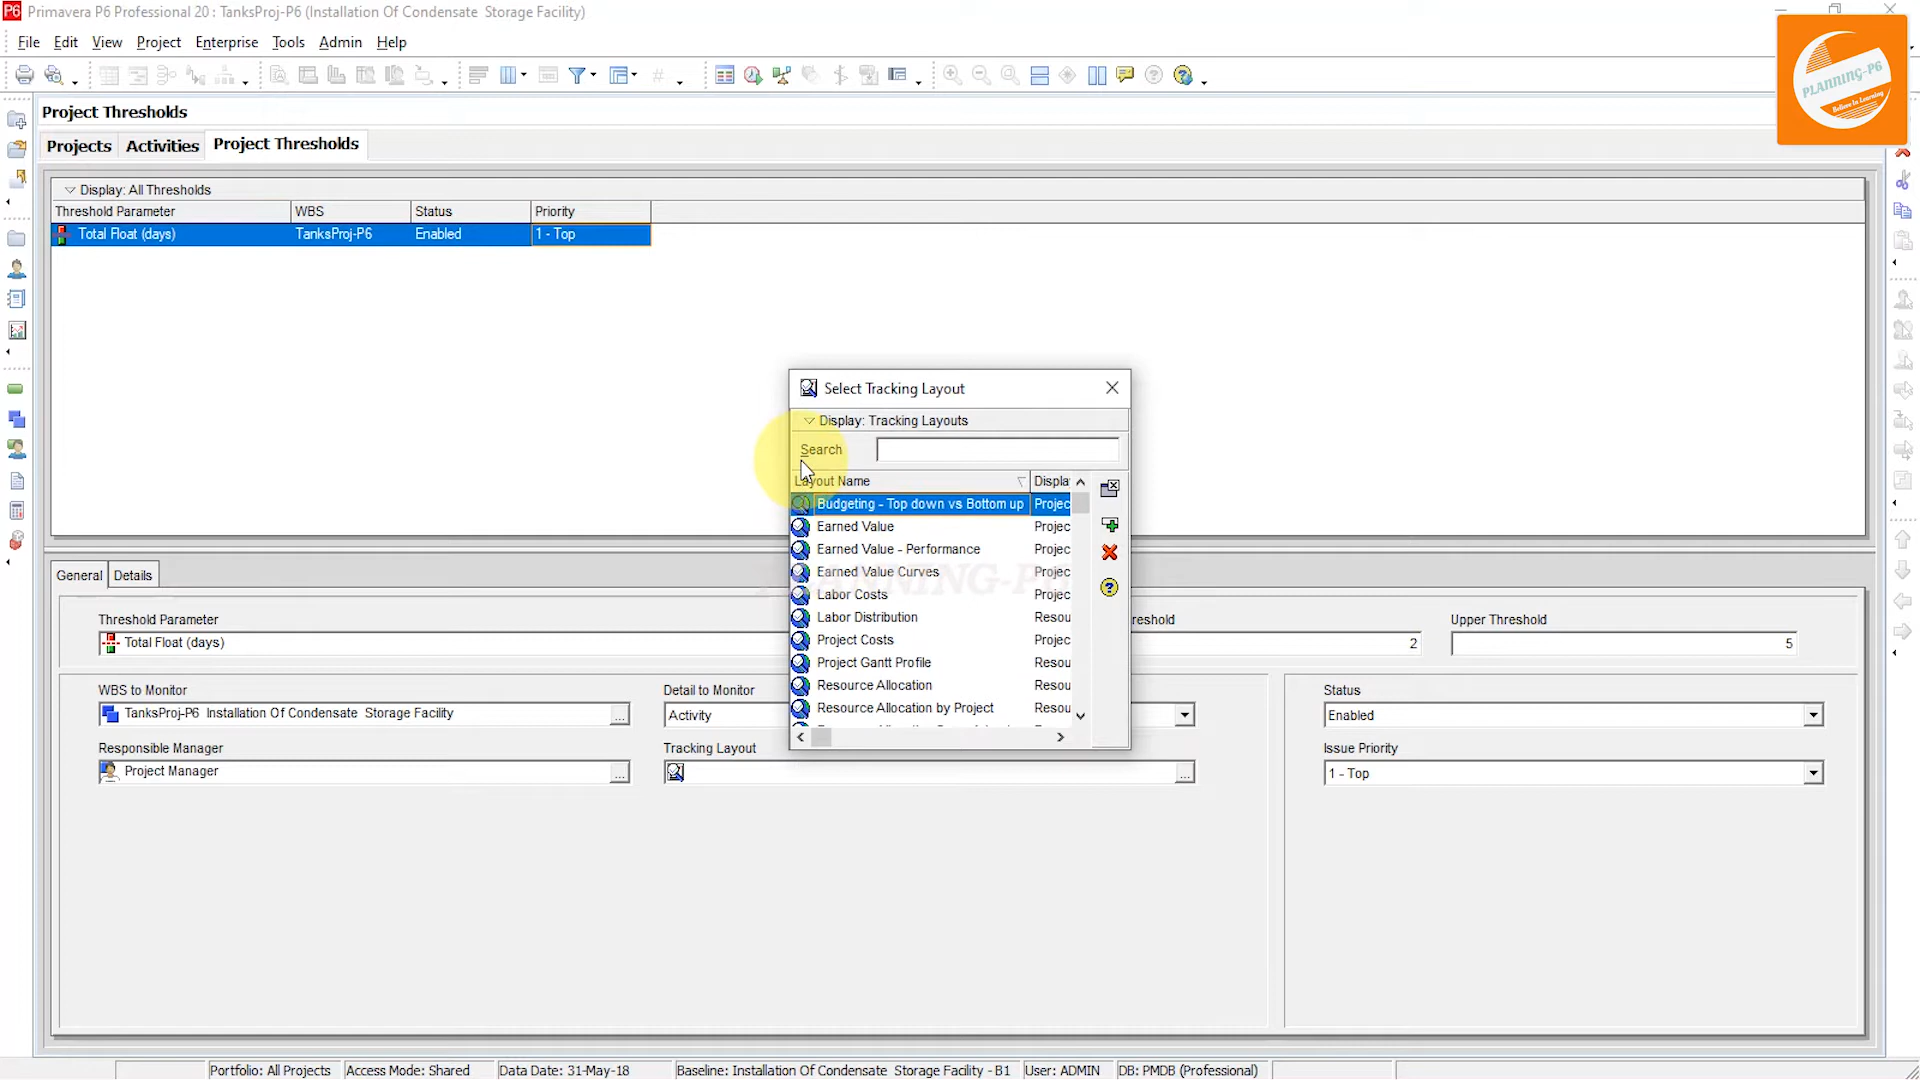 P6 Primavera P6 Professional 20 : TanksProj-P6 (Installation Of Condensate Storage Facility)
File Edit View Project Enterprise Tools Admin Help
PLANNING-P6
Believe In Learning
Project Thresholds
Projects Activities Project Thresholds
Display: All Thresholds
Threshold Parameter WBS Status Priority
Total Float (days) TanksProj-P6 Enabled 1 - Top
Select Tracking Layout
Display: Tracking Layouts
Search
Layout Name Displa
Budgeting - Top down vs Bottom up Projec
Earned Value Projec
Earned Value - Performance Projec
Earned Value Curves Projec
Labor Costs Projec
Labor Distribution Resou
Project Costs Projec
Project Gantt Profile Resou
Resource Allocation Resou
Resource Allocation by Project Resou
PLANNING-P6
General Details
Threshold Parameter reshold Upper Threshold
Total Float (days) 2 5
WBS to Monitor Detail to Monitor Status
TanksProj-P6 Installation Of Condensate Storage Facility Activity Enabled
Responsible Manager Tracking Layout Issue Priority
Project Manager 1 - Top
Portfolio: All Projects Access Mode: Shared Data Date: 31-May-18 Baseline: Installation Of Condensate Storage Facility - B1 User: ADMIN DB: PMDB (Professional)